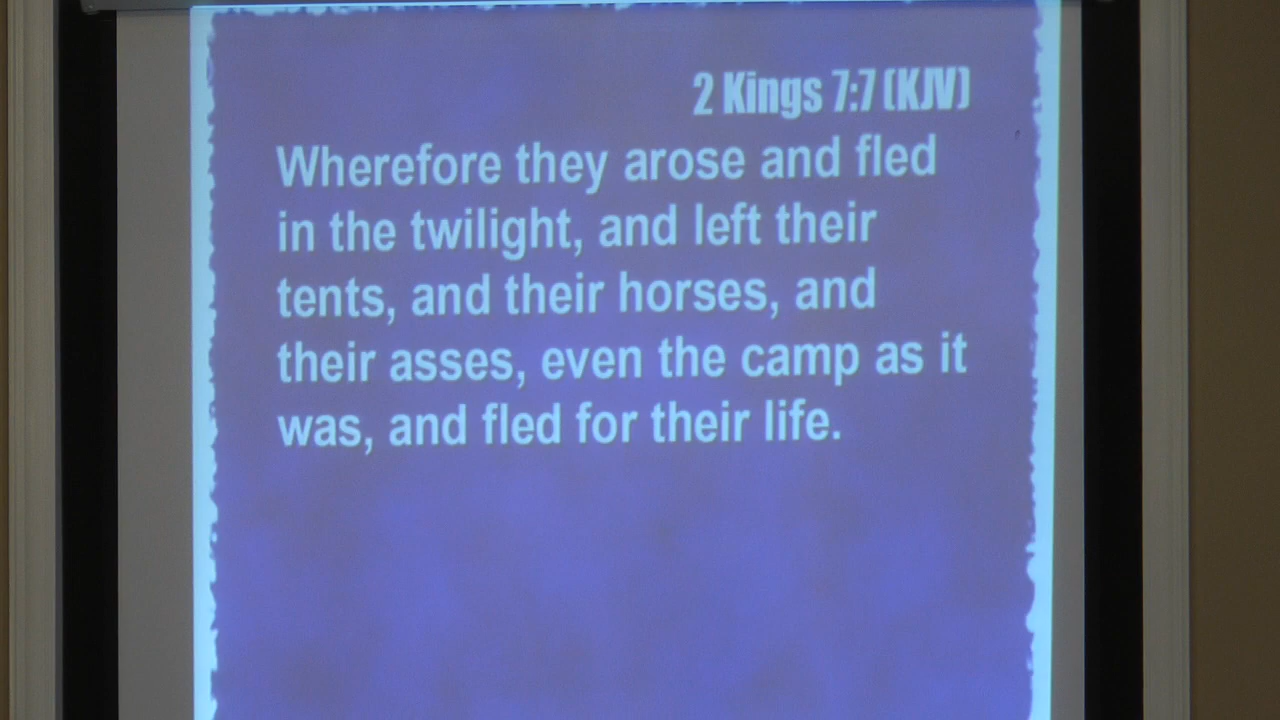 2 Kings 7:7 (KJV)
Wherefore they arose and fled
in the twilight, and left their
tents, and their horses, and
their asses, even the camp as it
was, and fled for their life.